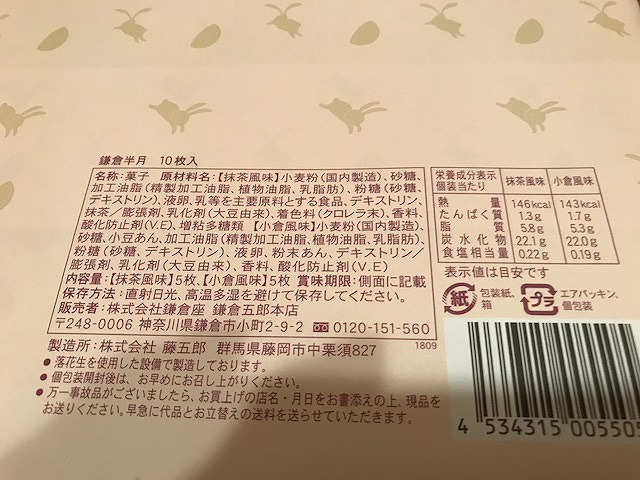 鎌倉半月 10枚入
名称:菓子 原材料名:【抹茶風味】小麦粉(国内製造)、砂糖、
加工油脂(精製加工油脂、植物油脂、乳脂肪)、粉糖(砂糖、
デキストリン)、液卵、乳等を主要原料とする食品、デキストリン、
抹茶/膨張剤、乳化剤(大豆由来)、着色料(クロレラ末)、香料、
酸化防止剤(V.E)、増粘多糖類 【小倉風味】小麦粉(国内製造)、
砂糖、小豆あん、加工油脂(精製加工油脂、植物油脂、乳脂肪)、
粉糖(砂糖、デキストリン)、液卵、粉末あん、デキストリン/
膨張剤、乳化剤(大豆由来)、香料、酸化防止剤(V.E)
内容量:【抹茶風味】5枚、【小倉風味】5枚 賞味期限:側面に記載
保存方法:直射日光、高温多湿を避けて保存してください。
販売者:株式会社鎌倉座 鎌倉五郎本店
〒248-0006 神奈川県鎌倉市小町2-9-2 0120-151-560
製造所:株式会社 藤五郎 群馬県藤岡市中栗須827
1809
● 落花生を使用した設備で製造しております。
● 個包装開封後は、お早めにお召し上がりください。
● 万一事故品がございましたら、お買上げの店名・月日をお書添えの上、現品を
お送りください。早急に代品とお立替えの送料を送らせていただきます。
栄養成分表示
個装当たり 抹茶風味 小倉風味
熱量 146kcal 143kcal
たんぱく質 1.3g 1.7g
脂質 5.8g 5.3g
炭水化物 22.1g 22.0g
食塩相当量 0.22g 0.19g
表示値は目安です
紙 包装紙、
箱
プラ エアパッキン、
個包装
4 534315 005505